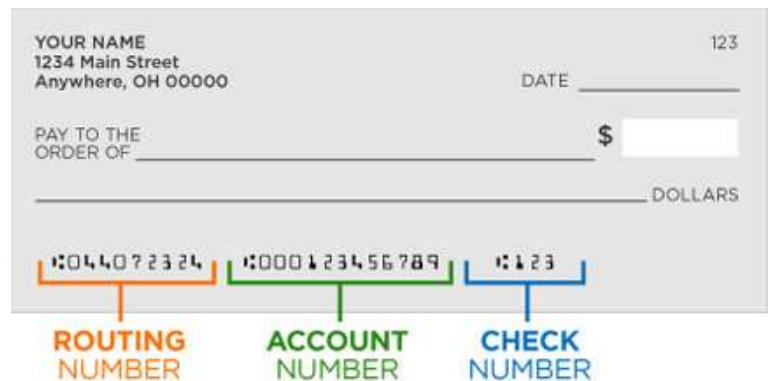 YOUR NAME
123
1234 Main Street
Anywhere, OH 00000
DATE
PAY TO THE
ORDER OF
$
DOLLARS
⑆044072324 ⑆000123456789 ⑆123
ROUTING ACCOUNT CHECK
NUMBER NUMBER NUMBER